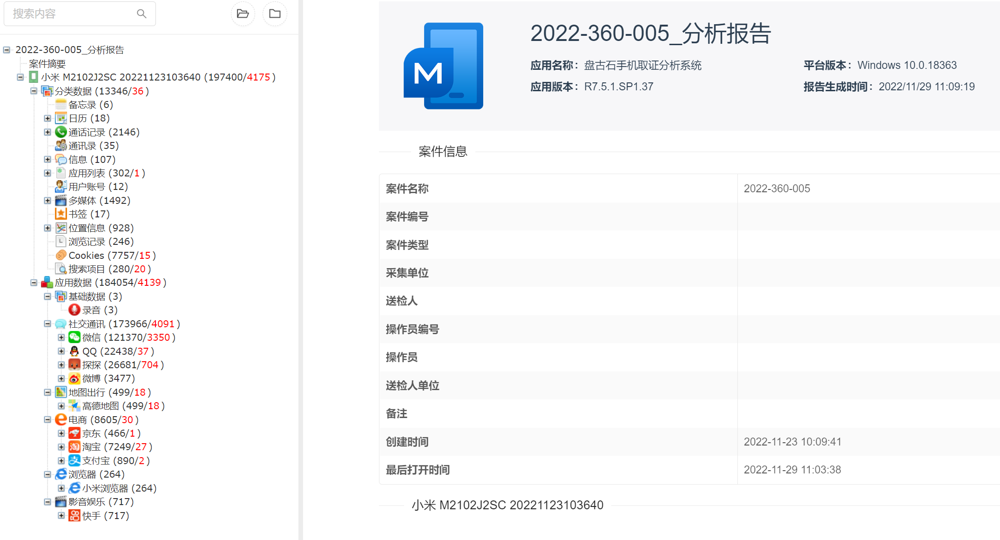 搜索内容
2022-360-005_分析报告
案件摘要
小米 M2102J2SC 20221123103640 (197400/4175)
分类数据 (13346/36)
备忘录 (6)
日历 (18)
通话记录 (2146)
通讯录 (35)
信息 (107)
应用列表 (302/1)
用户账号 (12)
多媒体 (1492)
书签 (17)
位置信息 (928)
浏览记录 (246)
Cookies (7757/15)
搜索项目 (280/20)
应用数据 (184054/4139)
基础数据 (3)
录音 (3)
社交通讯 (173966/4091)
微信 (121370/3350)
QQ (22438/37)
探探 (26681/704)
微博 (3477)
地图出行 (499/18)
高德地图 (499/18)
电商 (8605/30)
京东 (466/1)
淘宝 (7249/27)
支付宝 (890/2)
浏览器 (264)
小米浏览器 (264)
影音娱乐 (717)
快手 (717)
M
2022-360-005_分析报告
应用名称： 盘古石手机取证分析系统
平台版本： Windows 10.0.18363
应用版本： R7.5.1.SP1.37
报告生成时间： 2022/11/29 11:09:19
案件信息
案件名称 2022-360-005
案件编号
案件类型
采集单位
送检人
操作员编号
操作员
送检人单位
备注
创建时间 2022-11-23 10:09:41
最后打开时间 2022-11-29 11:03:38
小米 M2102J2SC 20221123103640